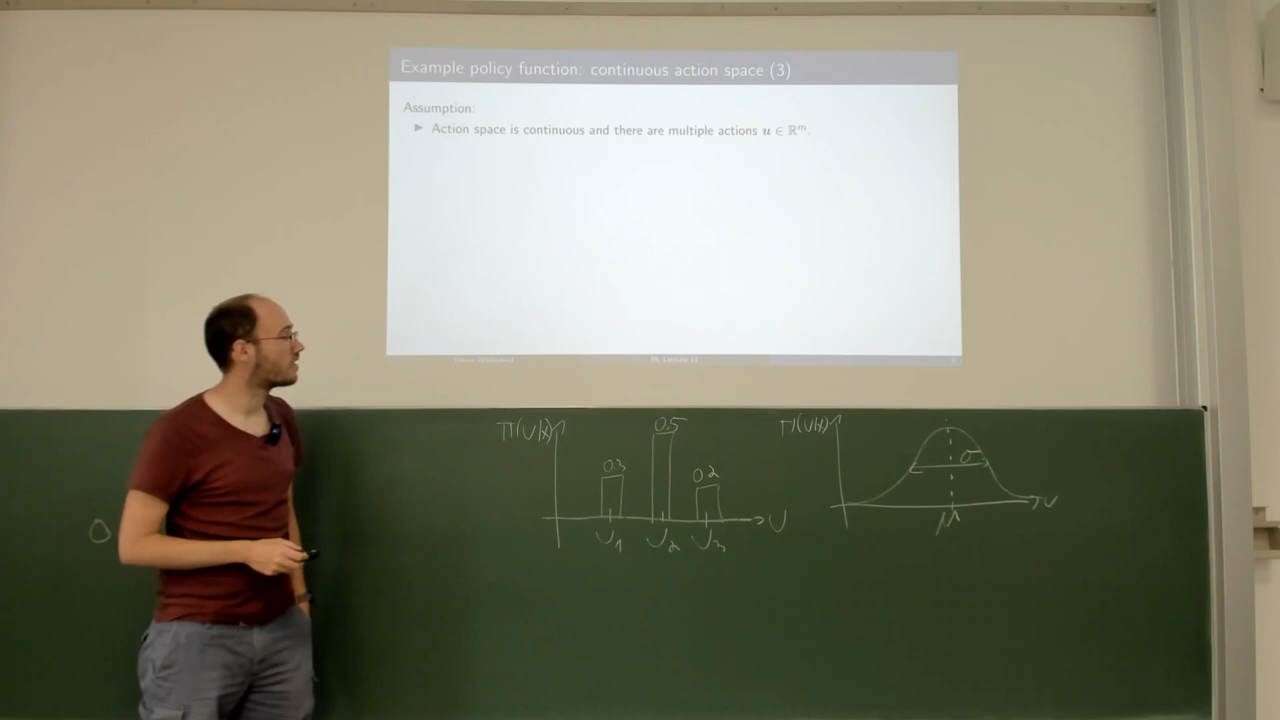 Example policy function: continuous action space (3)
Assumption:
▶ Action space is continuous and there are multiple actions u ∈ ℝᵐ.
RL Lecture 11
Π(U|X)
0.3
0.5
0.2
U
U₁ U₂ U₃
Π(U|X)
σ
U
μ